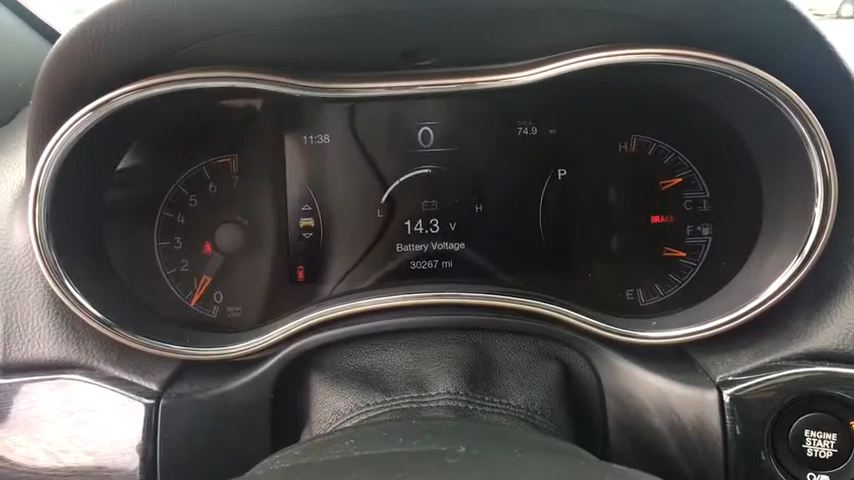 11:38
0
TRIP A
74.9 mi
L
H
14.3 V
Battery Voltage
30267 mi
P
7
6
5
4
3
2
1
0
H
C
BRAKE
F
E
ENGINE
START
STOP